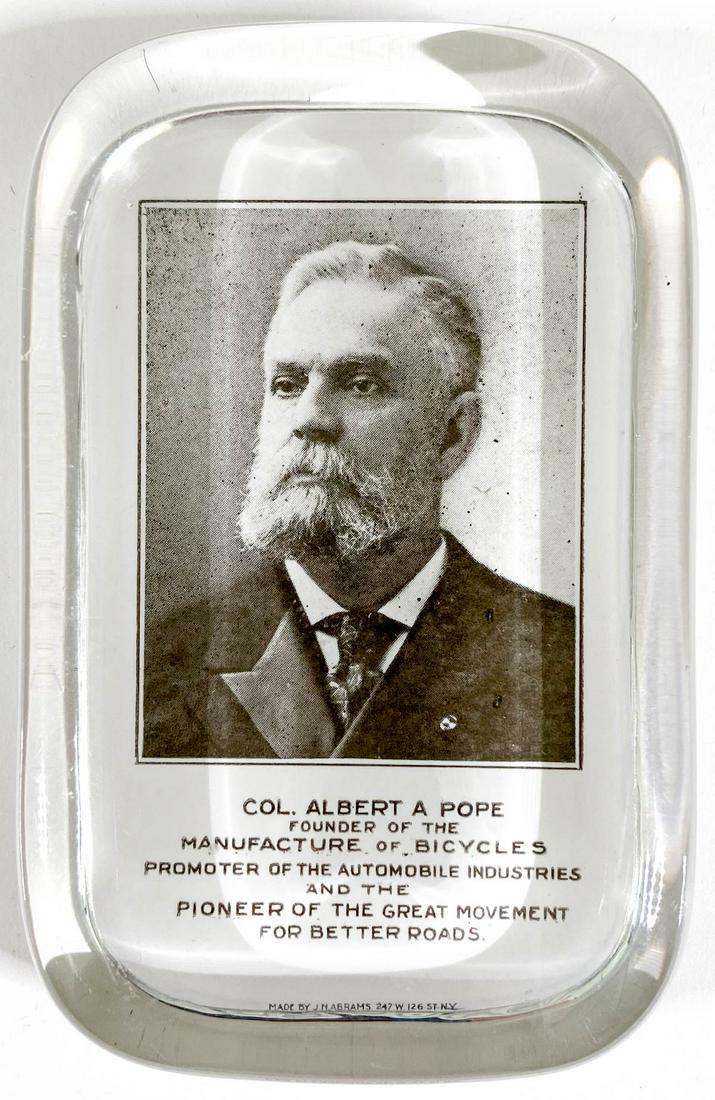 COL. ALBERT A POPE
FOUNDER OF THE
MANUFACTURE OF BICYCLES
PROMOTER OF THE AUTOMOBILE INDUSTRIES
AND THE
PIONEER OF THE GREAT MOVEMENT
FOR BETTER ROADS.
MADE BY J.N.ABRAMS 247 W 126 ST. N.Y.